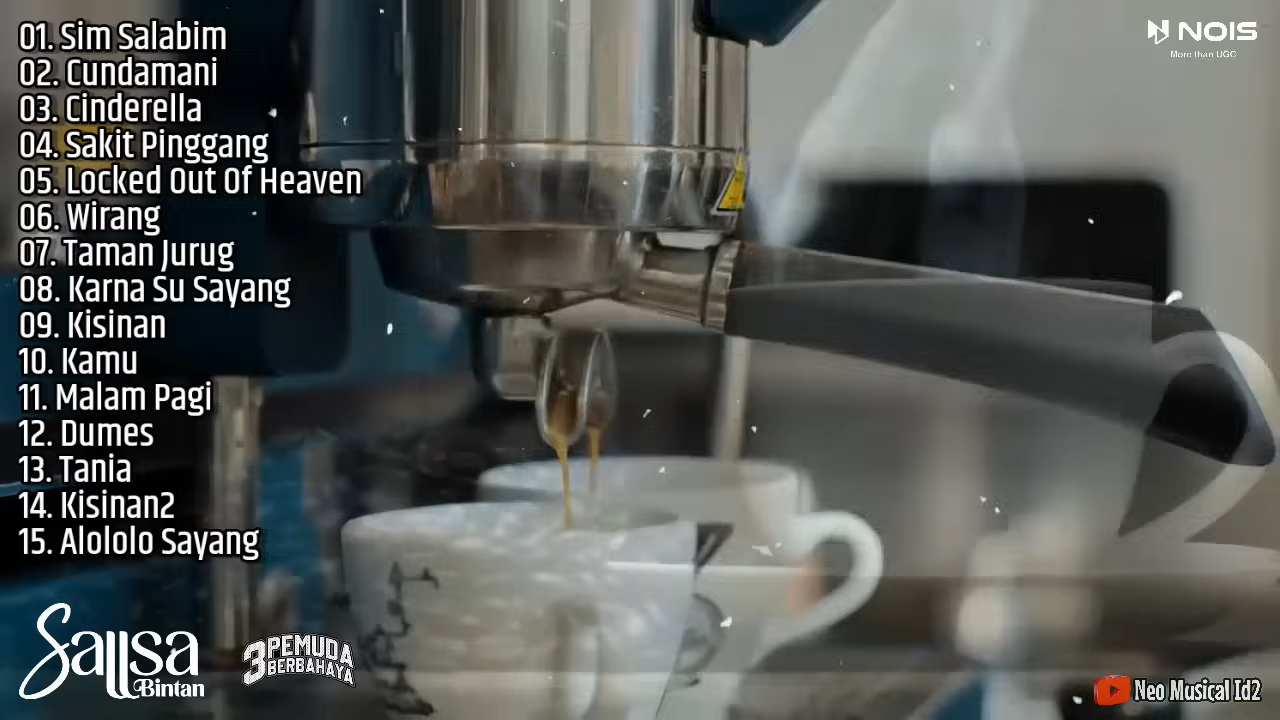 01. Sim Salabim
02. Cundamani
03. Cinderella
04. Sakit Pinggang
05. Locked Out Of Heaven
06. Wirang
07. Taman Jurug
08. Karna Su Sayang
09. Kisinan
10. Kamu
11. Malam Pagi
12. Dumes
13. Tania
14. Kisinan2
15. Alololo Sayang
NOIS
More than UGC
Sallsa
Bintan
3 PEMUDA
BERBAHAYA
Neo Musical Id2